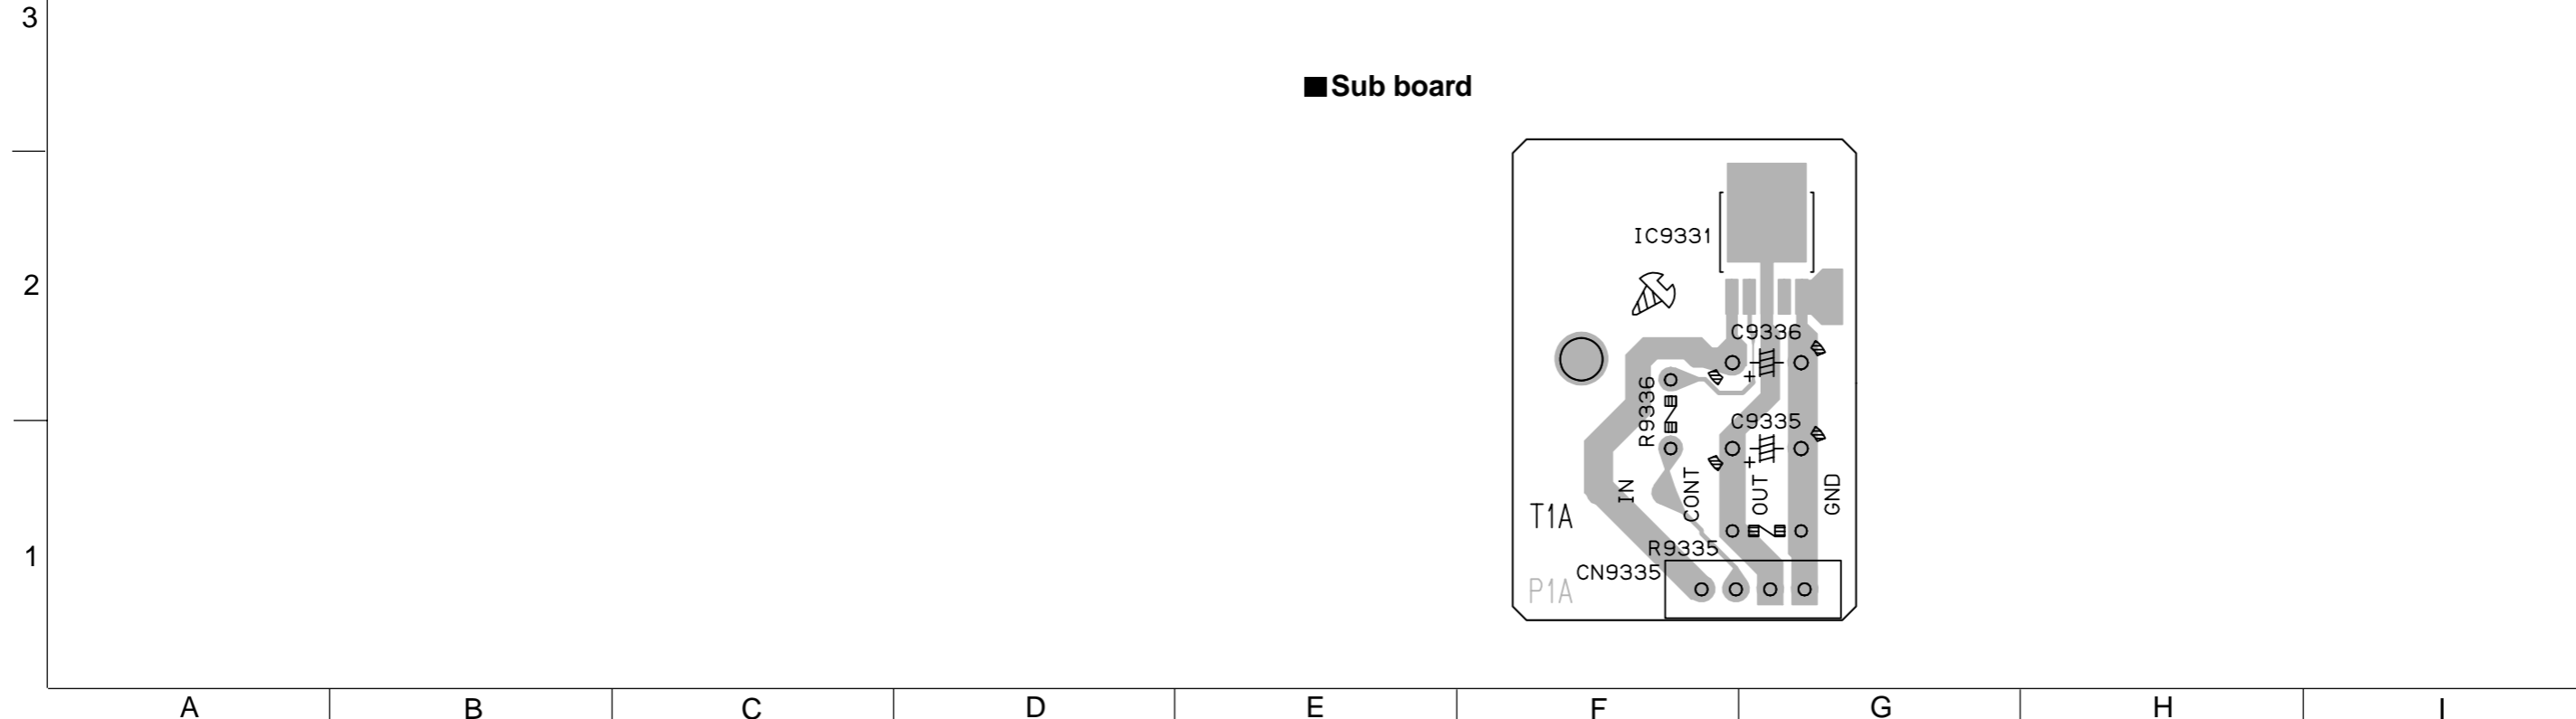 3
■Sub board
IC9331
2
C9336
R9336
C9335
IN
CONT
OUT
GND
T1A
R9335
1
CN9335
P1A
A B C D E F G H I